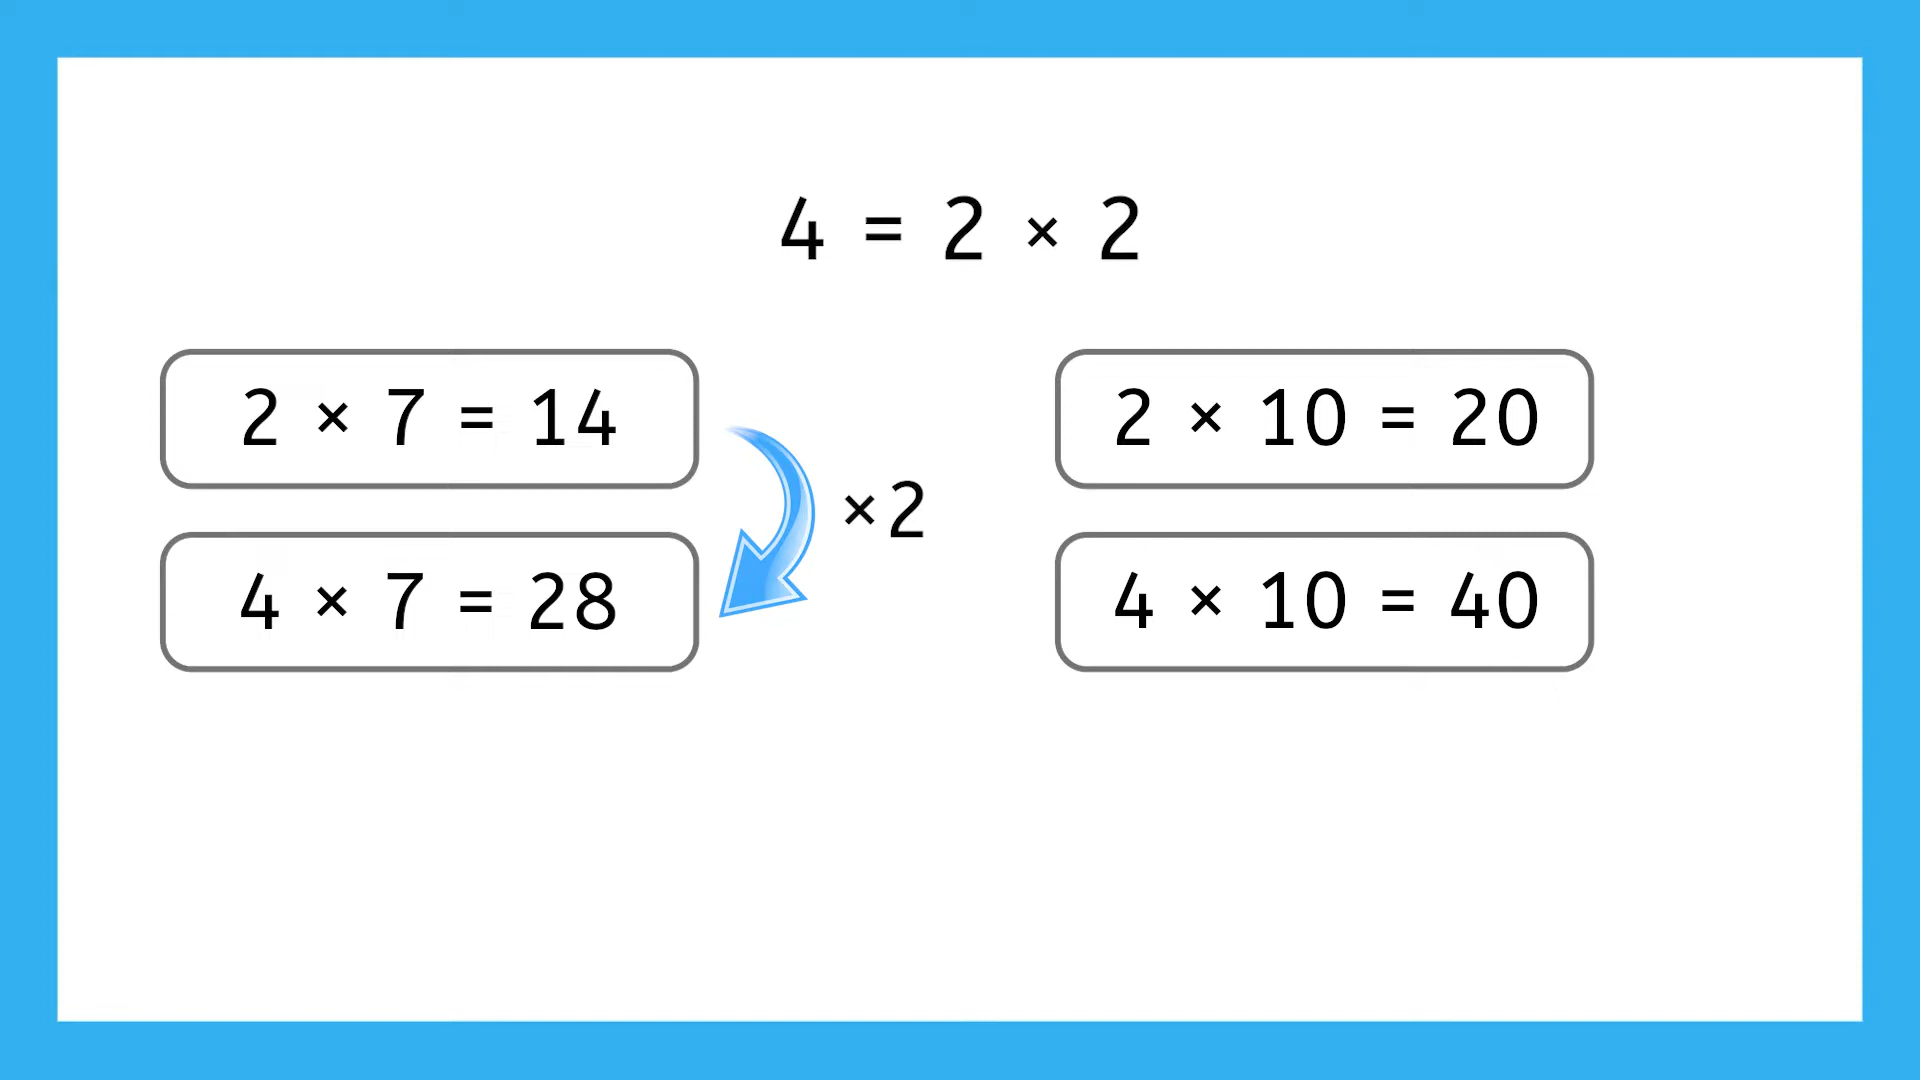 4 = 2 × 2
2 × 7 = 14
4 × 7 = 28
×2
2 × 10 = 20
4 × 10 = 40